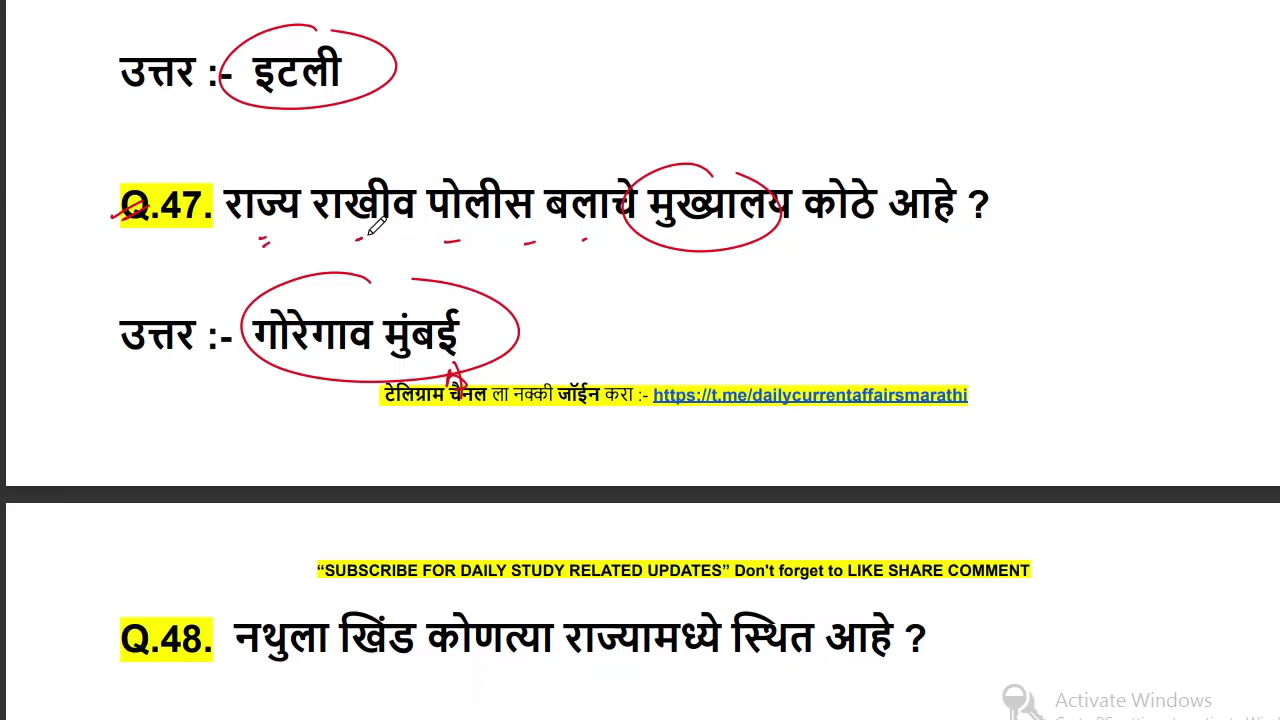 उत्तर :- इटली
Q.47. राज्य राखीव पोलीस बलाचे मुख्यालय कोठे आहे ?
उत्तर :- गोरेगाव मुंबई
टेलिग्राम चैनल ला नक्की जॉईन करा :- https://t.me/dailycurrentaffairsmarathi
“SUBSCRIBE FOR DAILY STUDY RELATED UPDATES” Don't forget to LIKE SHARE COMMENT
Q.48. नथुला खिंड कोणत्या राज्यामध्ये स्थित आहे ?
Activate Windows